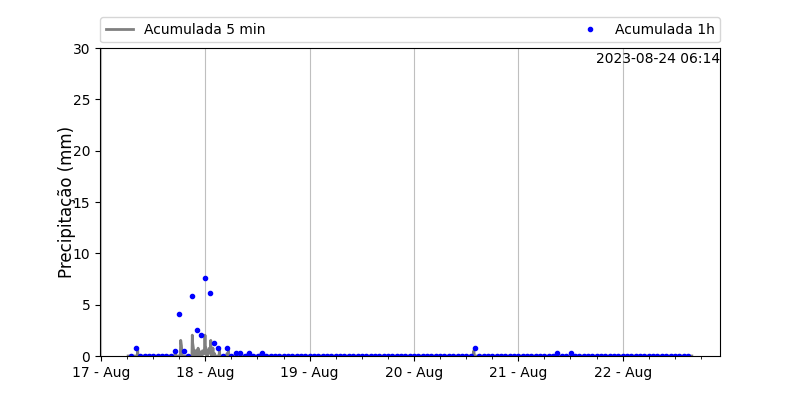 Acumulada 5 min
Acumulada 1h
2023-08-24 06:14
Precipitação (mm)
30
25
20
15
10
5
0
17 - Aug
18 - Aug
19 - Aug
20 - Aug
21 - Aug
22 - Aug